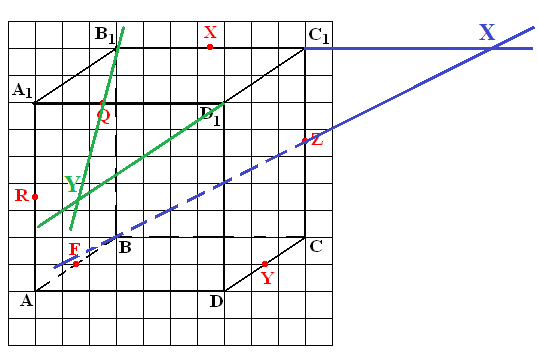 B₁ X C₁ X
A₁ Q D₁
Z
Y
R
F B C
Y
A D